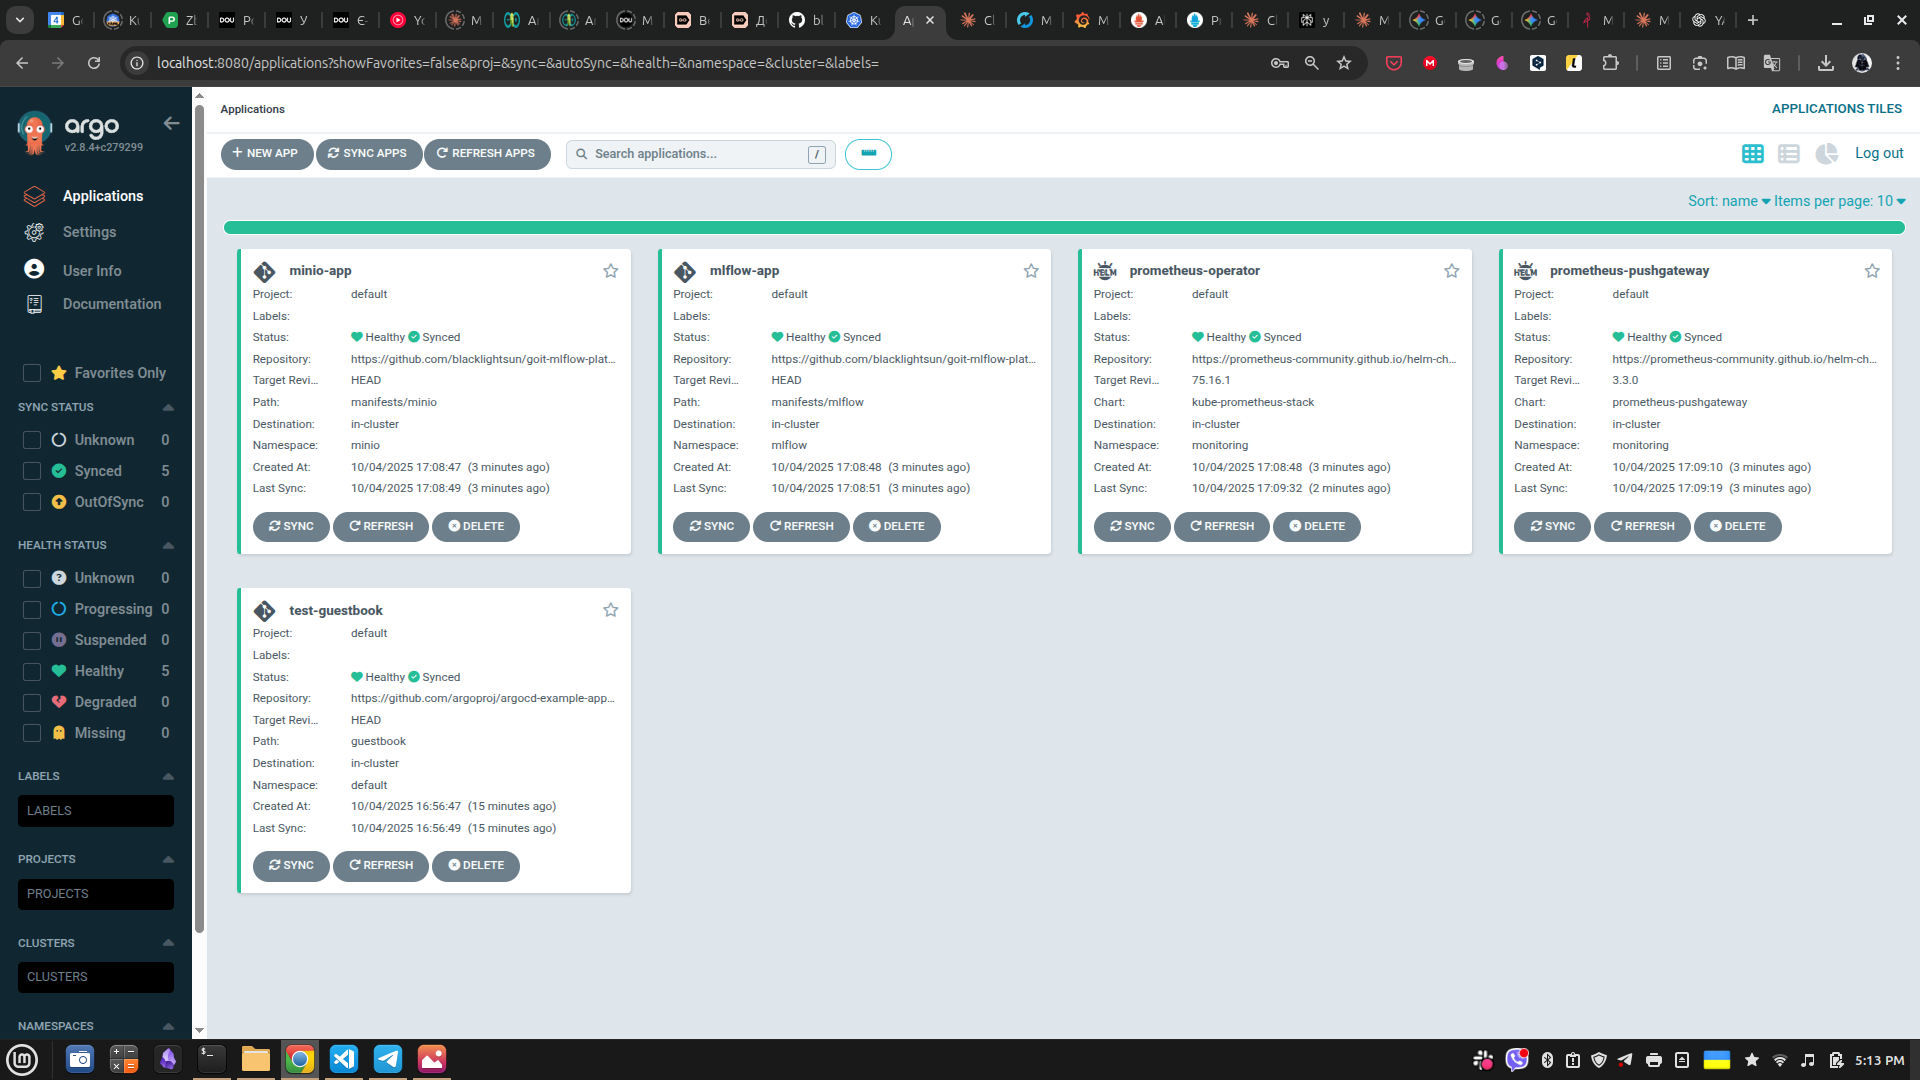 localhost:8080/applications?showFavorites=false&proj=&sync=&autoSync=&health=&namespace=&cluster=&labels=
argo
v2.8.4+c279299
Applications
Settings
User Info
Documentation
Favorites Only
SYNC STATUS
Unknown 0
Synced 5
OutOfSync 0
HEALTH STATUS
Unknown 0
Progressing 0
Suspended 0
Healthy 5
Degraded 0
Missing 0
LABELS
LABELS
PROJECTS
PROJECTS
CLUSTERS
CLUSTERS
NAMESPACES
Applications
APPLICATIONS TILES
NEW APP SYNC APPS REFRESH APPS Search applications... / Log out
Sort: name Items per page: 10
minio-app
Project: default
Labels:
Status: Healthy Synced
Repository: https://github.com/blacklightsun/goit-mlflow-plat...
Target Revi... HEAD
Path: manifests/minio
Destination: in-cluster
Namespace: minio
Created At: 10/04/2025 17:08:47 (3 minutes ago)
Last Sync: 10/04/2025 17:08:49 (3 minutes ago)
SYNC REFRESH DELETE
mlflow-app
Project: default
Labels:
Status: Healthy Synced
Repository: https://github.com/blacklightsun/goit-mlflow-plat...
Target Revi... HEAD
Path: manifests/mlflow
Destination: in-cluster
Namespace: mlflow
Created At: 10/04/2025 17:08:48 (3 minutes ago)
Last Sync: 10/04/2025 17:08:51 (3 minutes ago)
SYNC REFRESH DELETE
HELM prometheus-operator
Project: default
Labels:
Status: Healthy Synced
Repository: https://prometheus-community.github.io/helm-ch...
Target Revi... 75.16.1
Chart: kube-prometheus-stack
Destination: in-cluster
Namespace: monitoring
Created At: 10/04/2025 17:08:48 (3 minutes ago)
Last Sync: 10/04/2025 17:09:32 (2 minutes ago)
SYNC REFRESH DELETE
HELM prometheus-pushgateway
Project: default
Labels:
Status: Healthy Synced
Repository: https://prometheus-community.github.io/helm-ch...
Target Revi... 3.3.0
Chart: prometheus-pushgateway
Destination: in-cluster
Namespace: monitoring
Created At: 10/04/2025 17:09:10 (3 minutes ago)
Last Sync: 10/04/2025 17:09:19 (3 minutes ago)
SYNC REFRESH DELETE
test-guestbook
Project: default
Labels:
Status: Healthy Synced
Repository: https://github.com/argoproj/argocd-example-app...
Target Revi... HEAD
Path: guestbook
Destination: in-cluster
Namespace: default
Created At: 10/04/2025 16:56:47 (15 minutes ago)
Last Sync: 10/04/2025 16:56:49 (15 minutes ago)
SYNC REFRESH DELETE
5:13 PM